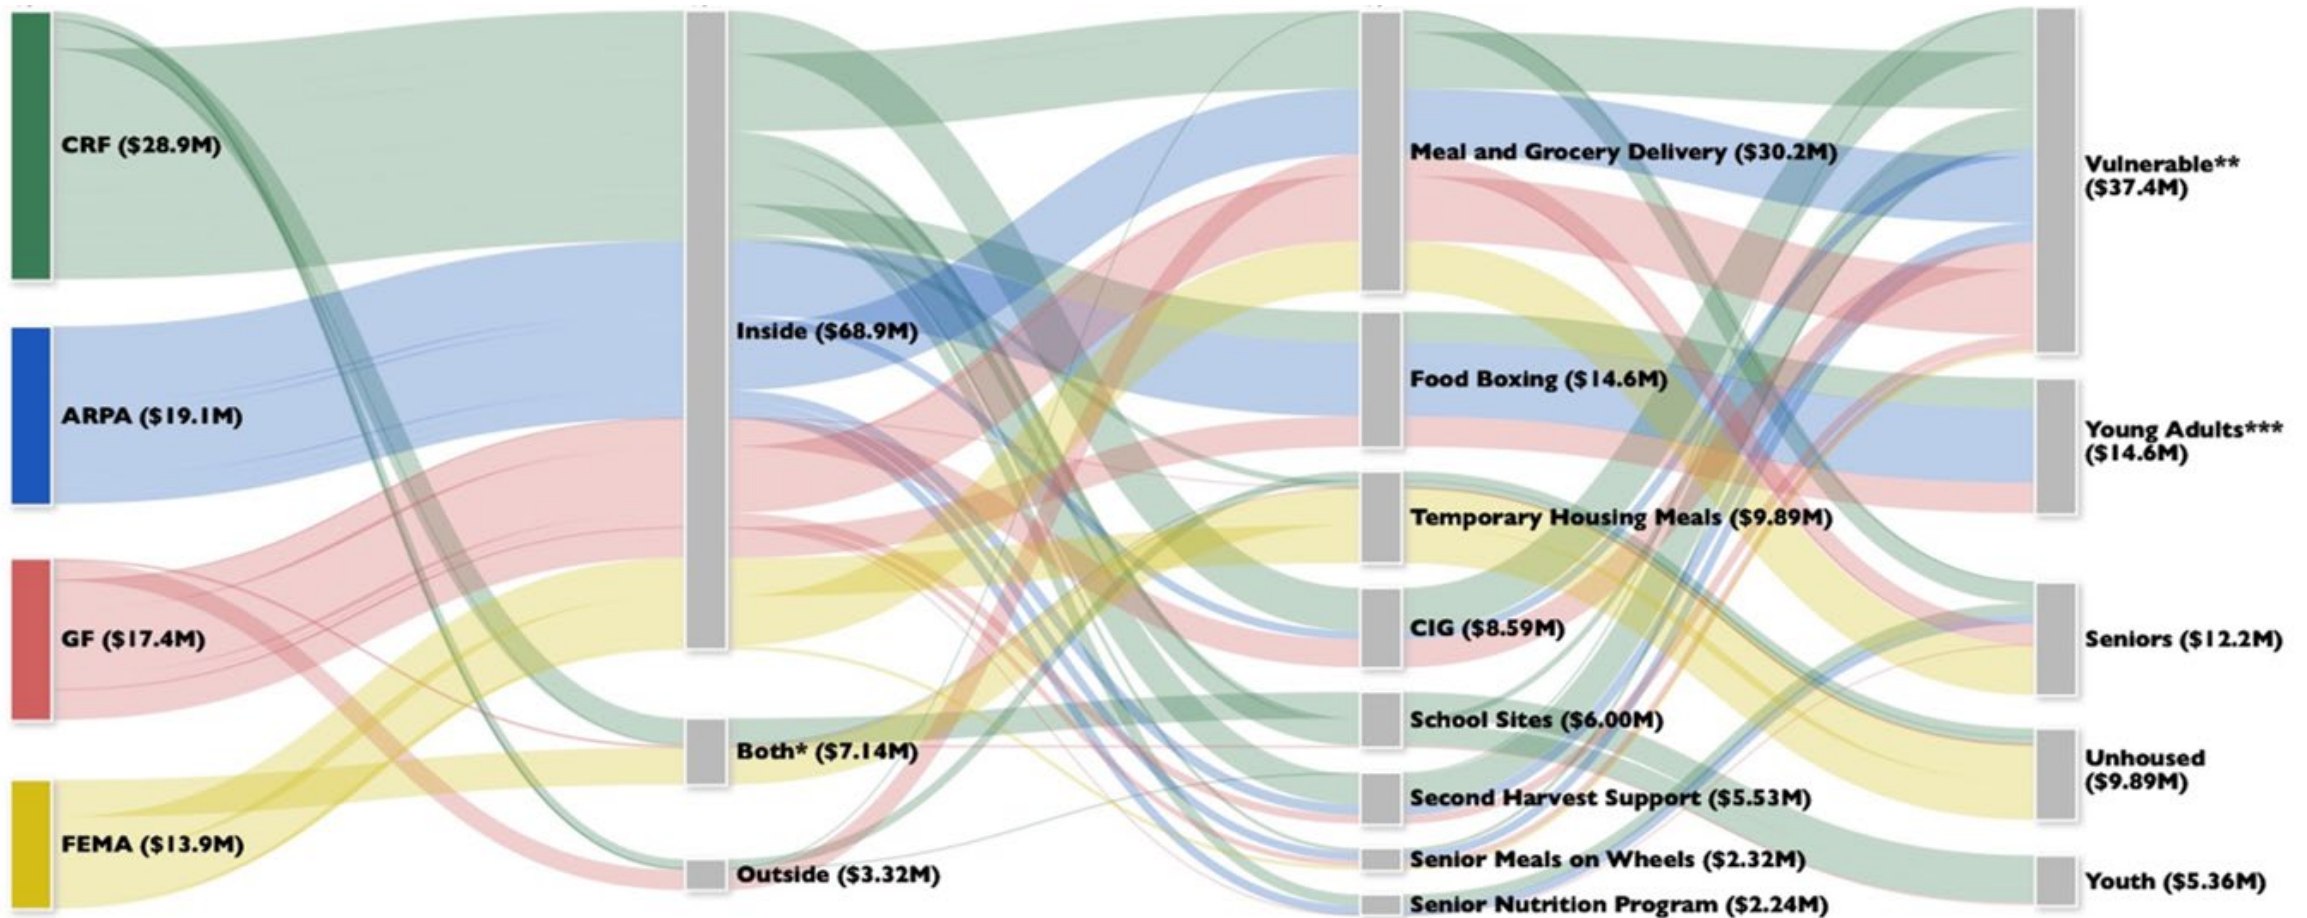 CRF ($28.9M)
ARPA ($19.1M)
GF ($17.4M)
FEMA ($13.9M)
Inside ($68.9M)
Both* ($7.14M)
Outside ($3.32M)
Meal and Grocery Delivery ($30.2M)
Food Boxing ($14.6M)
Temporary Housing Meals ($9.89M)
CIG ($8.59M)
School Sites ($6.00M)
Second Harvest Support ($5.53M)
Senior Meals on Wheels ($2.32M)
Senior Nutrition Program ($2.24M)
Vulnerable**
($37.4M)
Young Adults***
($14.6M)
Seniors ($12.2M)
Unhoused
($9.89M)
Youth ($5.36M)